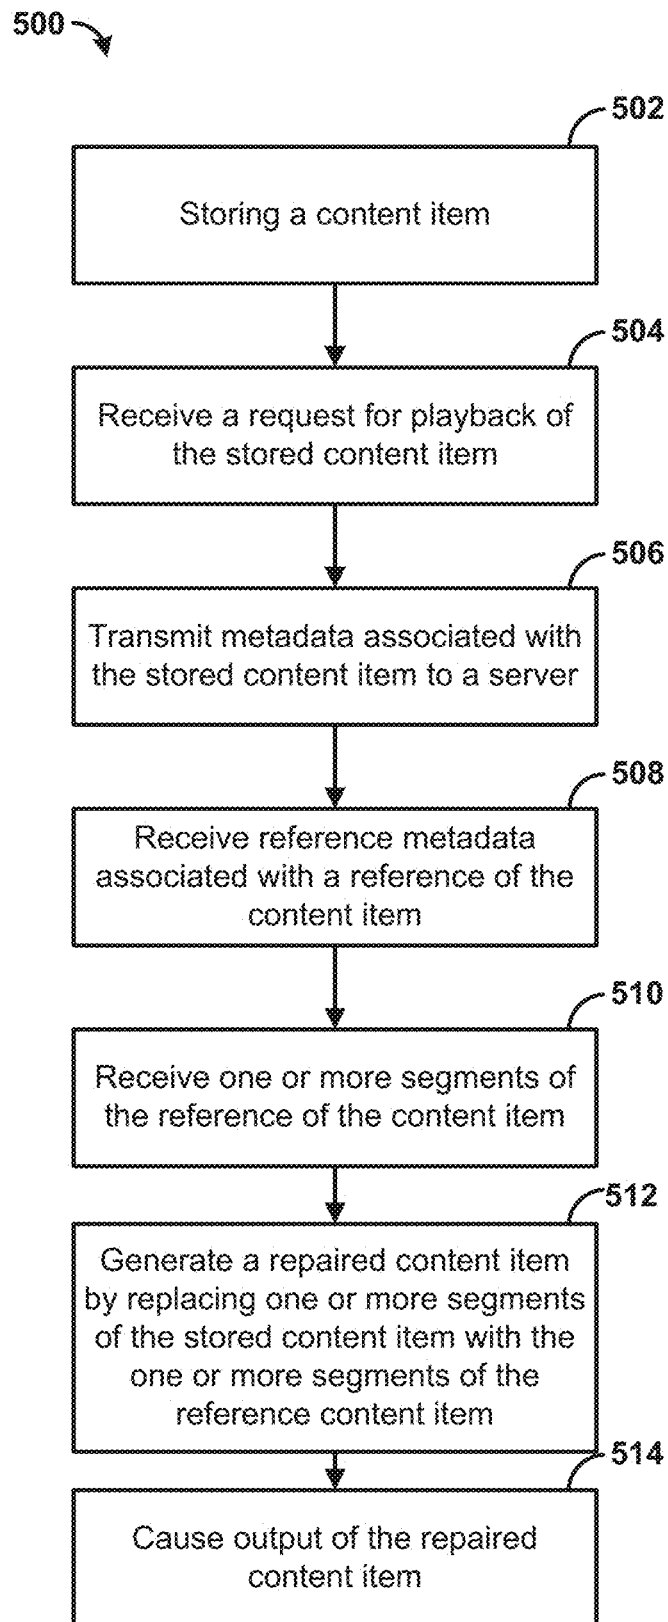 500
502
Storing a content item
504
Receive a request for playback of
the stored content item
506
Transmit metadata associated with
the stored content item to a server
508
Receive reference metadata
associated with a reference of the
content item
510
Receive one or more segments of
the reference of the content item
512
Generate a repaired content item
by replacing one or more segments
of the stored content item with the
one or more segments of the
reference content item
514
Cause output of the repaired
content item